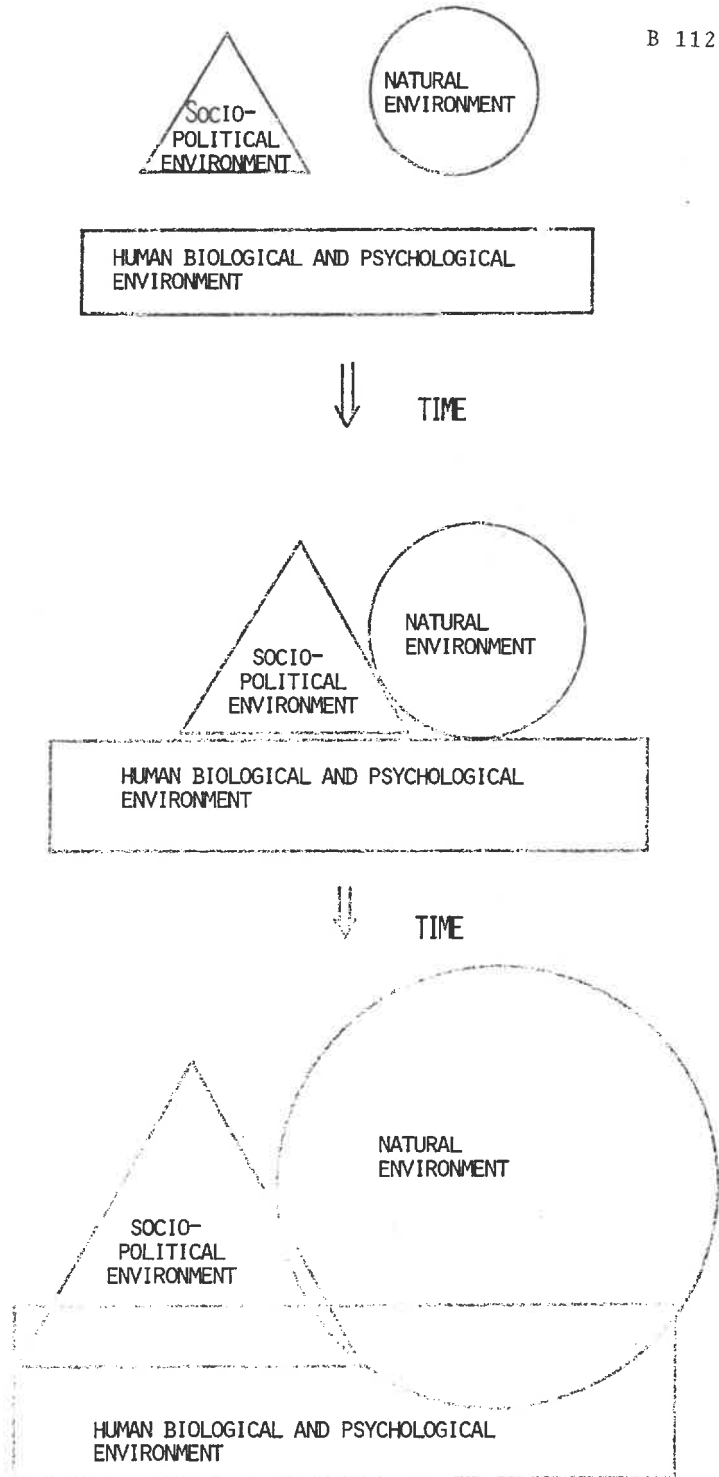 B 112
SocIO-
POLITICAL
ENVIRONMENT
NATURAL
ENVIRONMENT
HUMAN BIOLOGICAL AND PSYCHOLOGICAL
ENVIRONMENT
TIME
SOCIO-
POLITICAL
ENVIRONMENT
NATURAL
ENVIRONMENT
HUMAN BIOLOGICAL AND PSYCHOLOGICAL
ENVIRONMENT
TIME
NATURAL
ENVIRONMENT
SOCIO-
POLITICAL
ENVIRONMENT
HUMAN BIOLOGICAL AND PSYCHOLOGICAL
ENVIRONMENT